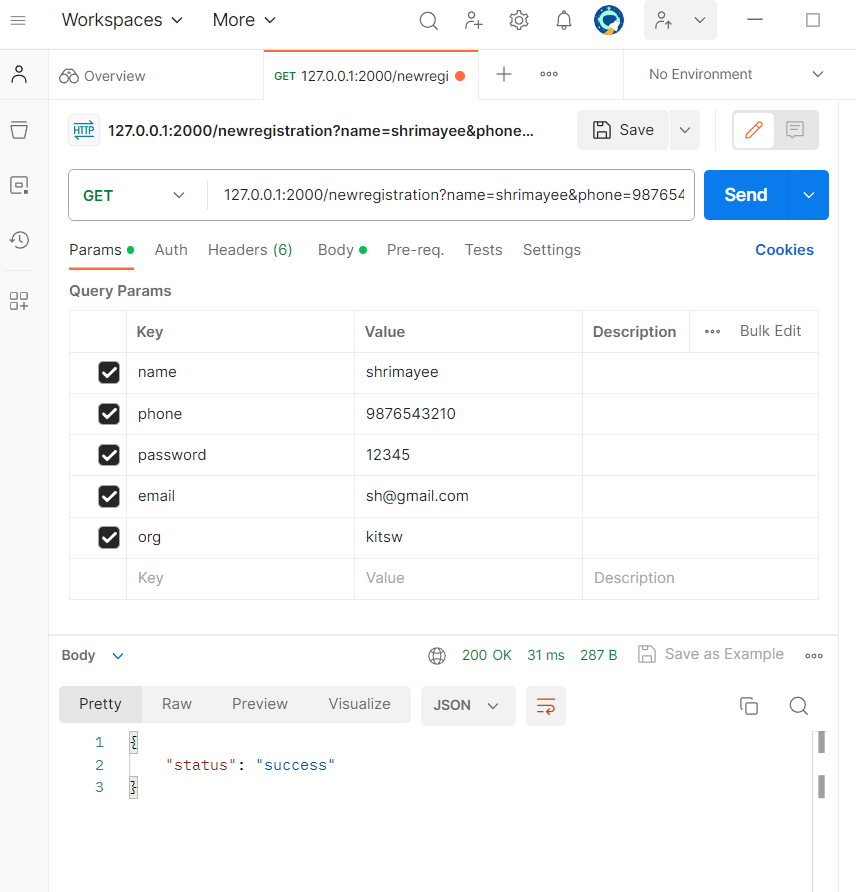 Workspaces More
Overview GET 127.0.0.1:2000/newregi No Environment
HTTP 127.0.0.1:2000/newregistration?name=shrimayee&phone... Save
GET 127.0.0.1:2000/newregistration?name=shrimayee&phone=987654 Send
Params Auth Headers (6) Body Pre-req. Tests Settings Cookies
Query Params
Key Value Description Bulk Edit
name shrimayee
phone 9876543210
password 12345
email sh@gmail.com
org kitsw
Key Value Description
Body 200 OK 31 ms 287 B Save as Example
Pretty Raw Preview Visualize JSON
1 {
2 "status": "success"
3 }